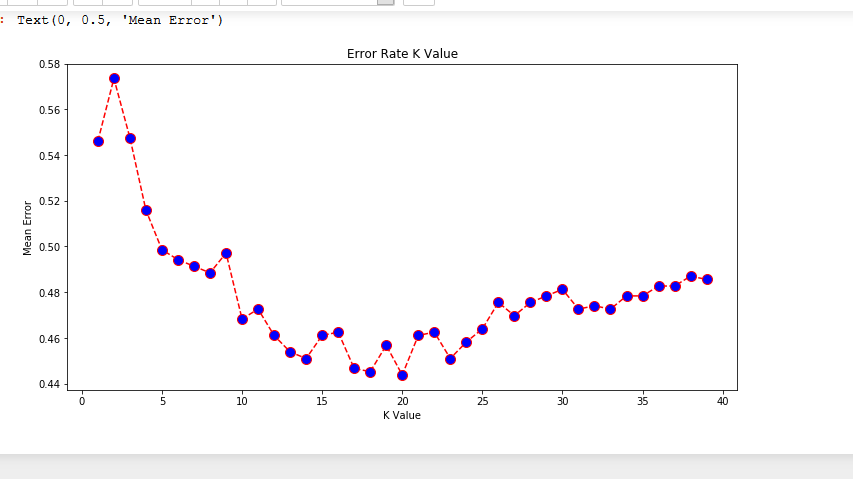 : Text(0, 0.5, 'Mean Error')
Error Rate K Value
0.58
0.56
0.54
0.52
0.50
0.48
0.46
0.44
Mean Error
0 5 10 15 20 25 30 35 40
K Value